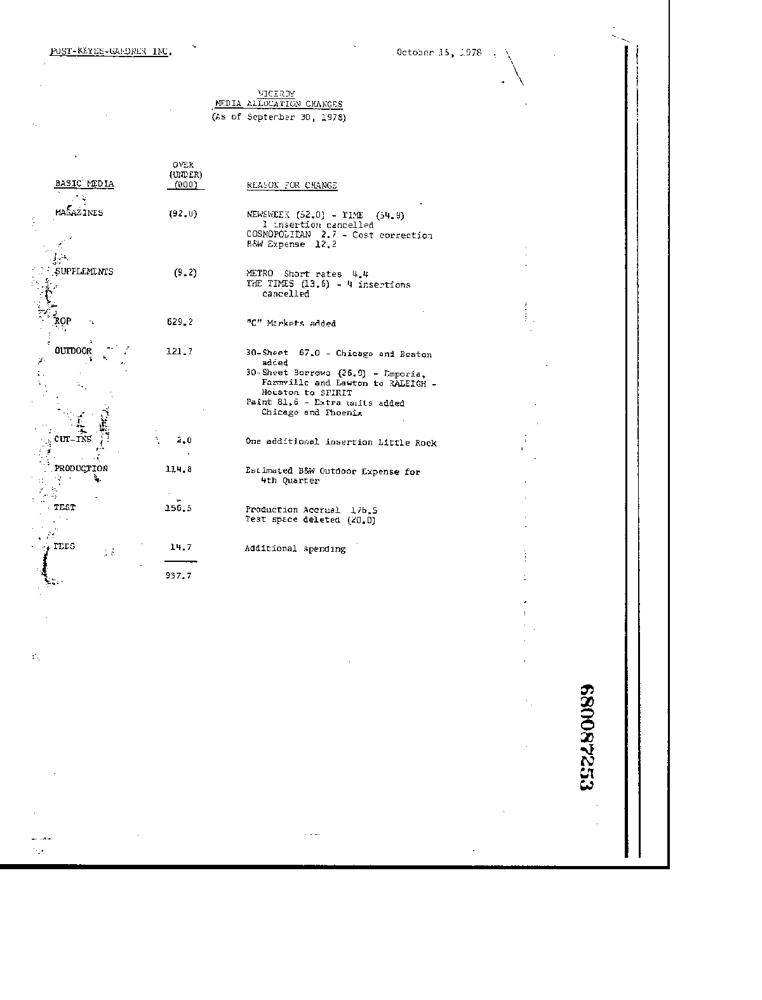 POST-KEYES-GARDNER INC.
October 16, 1978
VICEROY
MEDIA ALLOCATION CHANGES
(As of September 30, 1978)
OVER
(UNDER)
BASIC MEDIA (000) REASON FOR CHANGE
MAGAZINES (92.0) NEWSWEEK (52.0) - TIME (54.9)
1 insertion cancelled
COSMOPOLITAN 2.7 - Cost correction
B&W Expense 12.2
SUPPLEMENTS (9.2) METRO Short rates 4.4
THE TIMES (13.6) - 4 insertions
cancelled
ROP 629.2 "C" Markets added
OUTDOOR 121.7 30-Sheet 67.0 - Chicago and Boston
added
30-Sheet Borrows (26.9) - Emporia,
Farmville and Lawton to RALEIGH -
Houston to SPIRIT
Paint 81.6 - Extra units added
Chicago and Phoenix
CUT-INS 2.0 One additional insertion Little Rock
PRODUCTION 114.8 Estimated B&W Outdoor Expense for
4th Quarter
TEST 156.5 Production Accrual 176.5
Test space deleted (20.0)
FEES 14.7 Additional spending
937.7
680087253